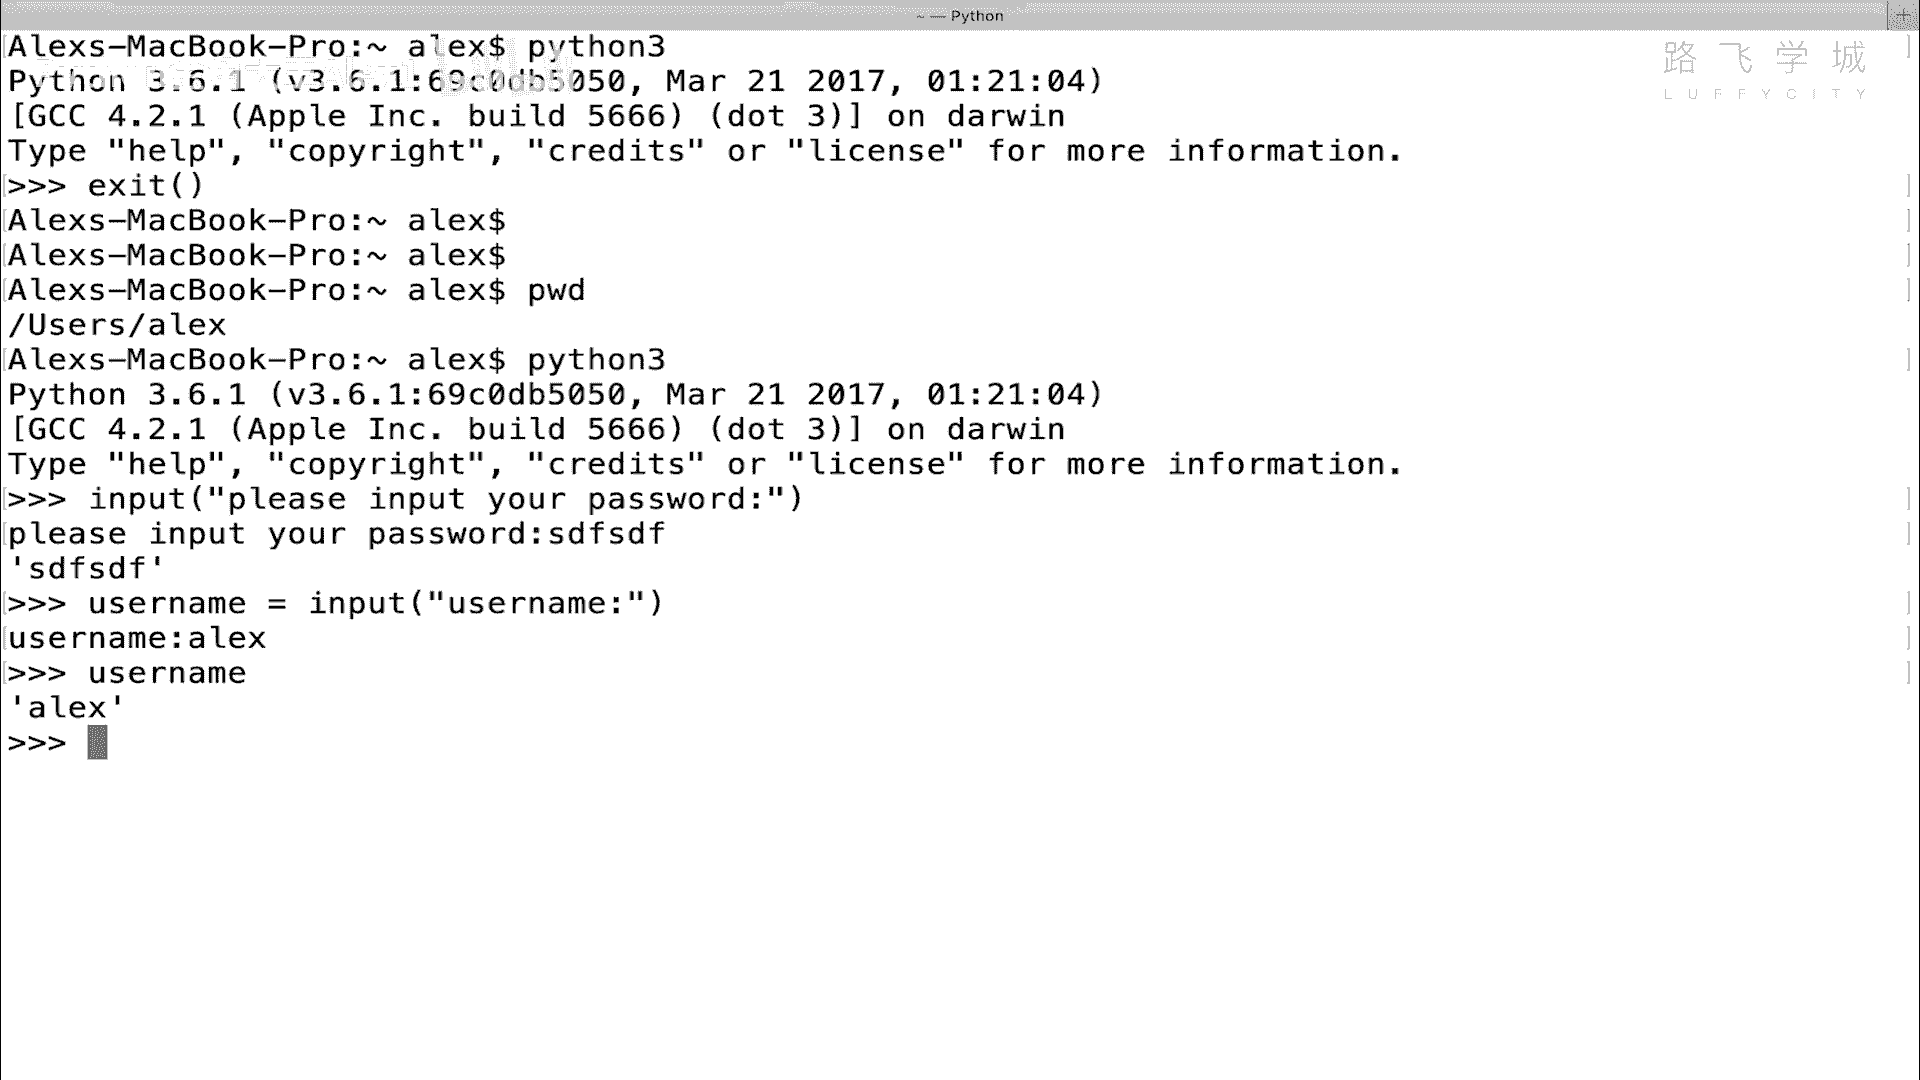 ~ — Python
Alexs-MacBook-Pro:~ alex$ python3
路飞学城
Python 3.6.1 (v3.6.1:69c0db5050, Mar 21 2017, 01:21:04)
LUFFYCITY
[GCC 4.2.1 (Apple Inc. build 5666) (dot 3)] on darwin
Type "help", "copyright", "credits" or "license" for more information.
>>> exit()
Alexs-MacBook-Pro:~ alex$
Alexs-MacBook-Pro:~ alex$
Alexs-MacBook-Pro:~ alex$ pwd
/Users/alex
Alexs-MacBook-Pro:~ alex$ python3
Python 3.6.1 (v3.6.1:69c0db5050, Mar 21 2017, 01:21:04)
[GCC 4.2.1 (Apple Inc. build 5666) (dot 3)] on darwin
Type "help", "copyright", "credits" or "license" for more information.
>>> input("please input your password:")
please input your password:sdfsdf
'sdfsdf'
>>> username = input("username:")
username:alex
>>> username
'alex'
>>>